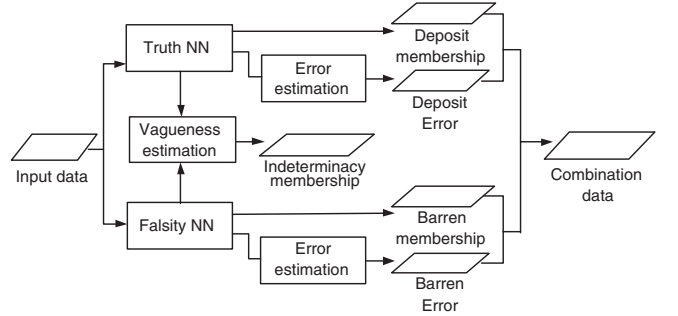 Truth NN
Deposit
membership
Error
estimation
Deposit
Error
Vagueness
estimation
Input data
Indeterminacy
membership
Combination
data
Falsity NN
Barren
membership
Error
estimation
Barren
Error